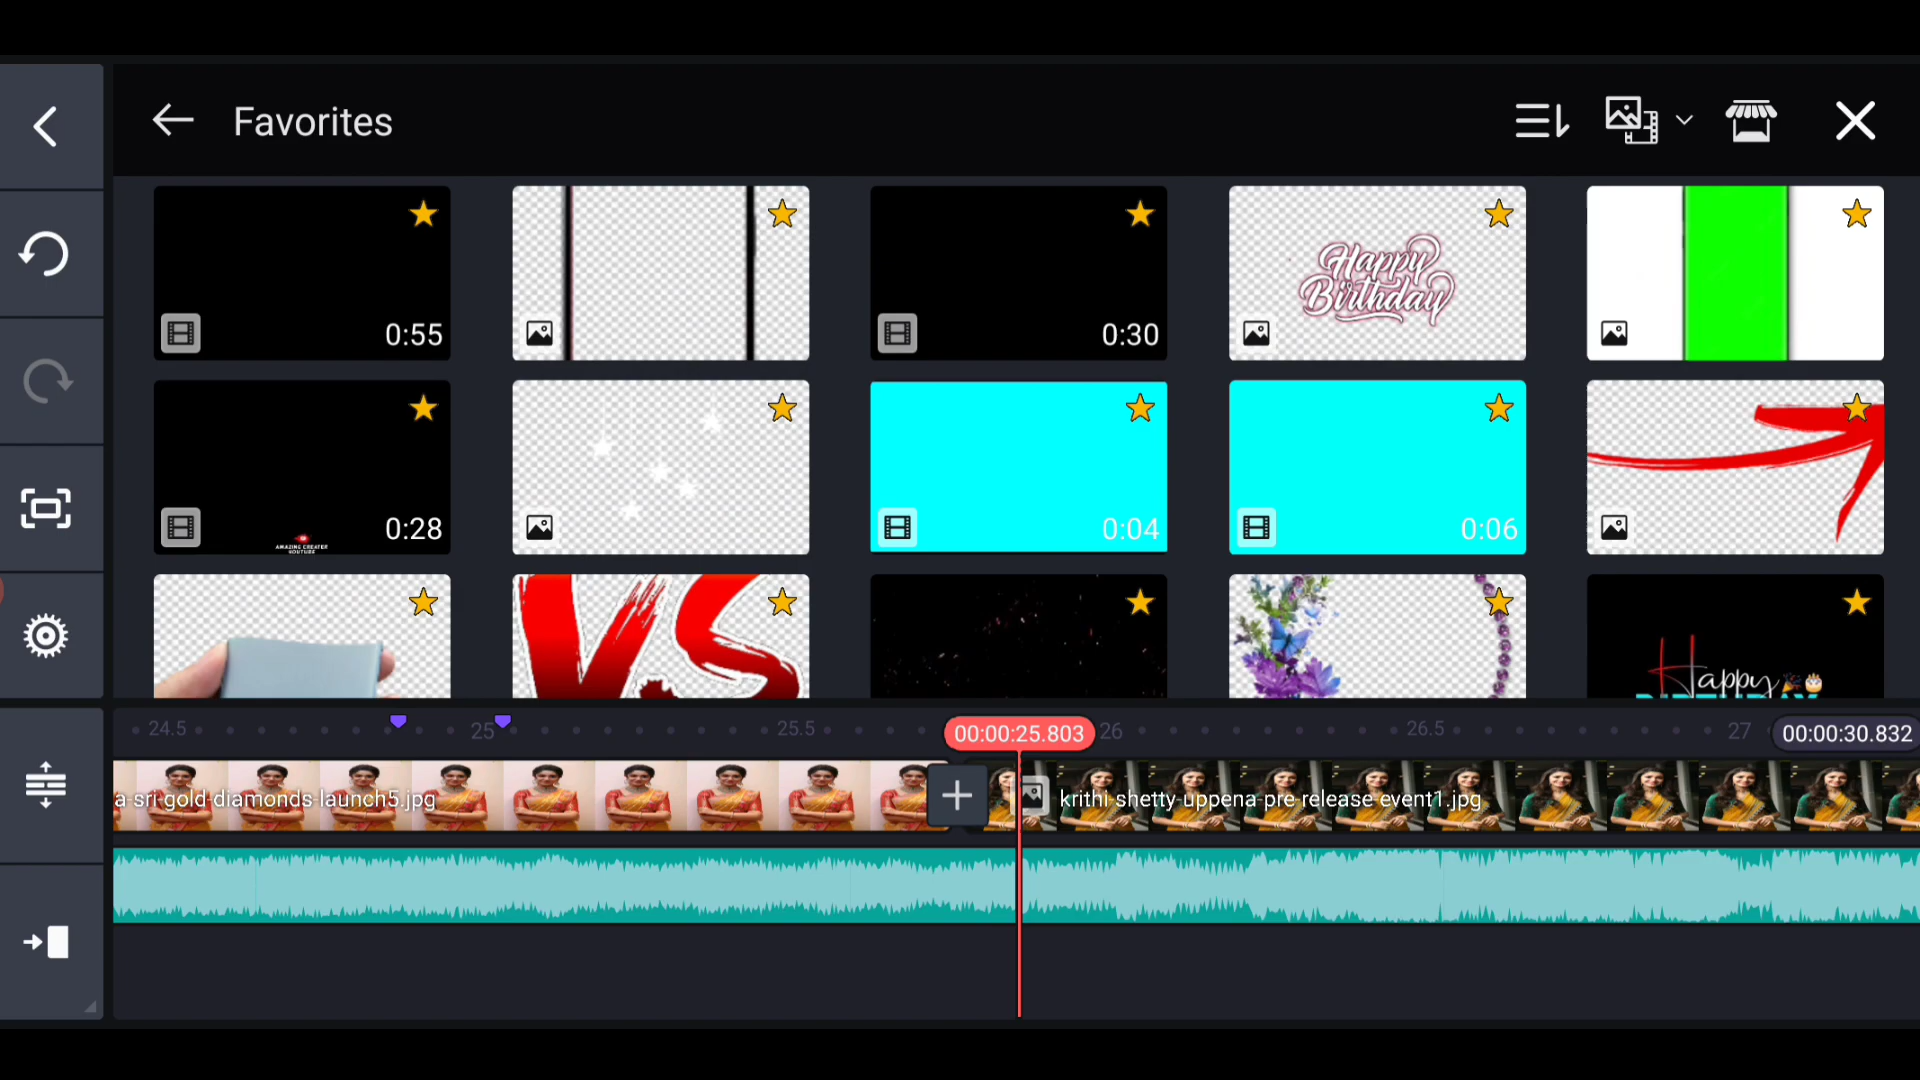 Favorites
0:55
0:30
Happy
Birthday
0:28
AMAZING CREATER
YOUTUBE
0:04
0:06
VS
Happy
BIRTHDAY
24.5
25
25.5
00:00:25.803
26
26.5
27
00:00:30.832
a-sri-gold-diamonds-launch5.jpg
krithi-shetty-uppena-pre-release-event1.jpg